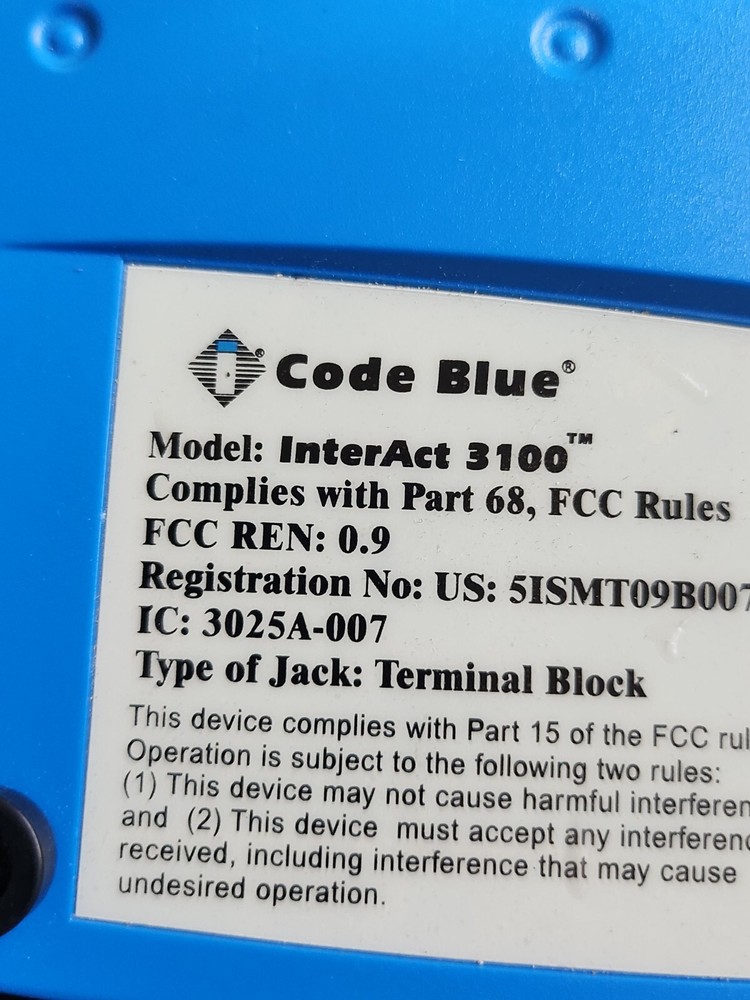 Code Blue®
Model: InterAct 3100™
Complies with Part 68, FCC Rules
FCC REN: 0.9
Registration No: US: 5ISMT09B007
IC: 3025A-007
Type of Jack: Terminal Block
This device complies with Part 15 of the FCC rul
Operation is subject to the following two rules:
(1) This device may not cause harmful interferen
and (2) This device must accept any interferenc
received, including interference that may cause
undesired operation.